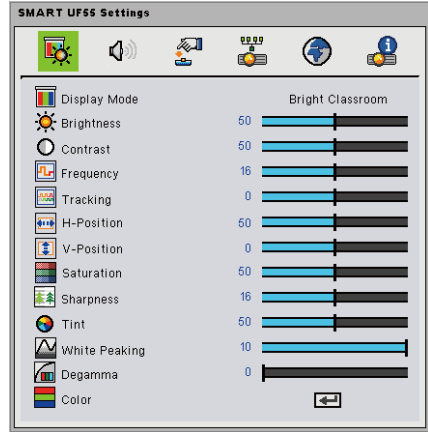 SMART UF55 Settings
Display Mode Bright Classroom
Brightness 50
Contrast 50
Frequency 16
Tracking 0
H-Position 50
V-Position 0
Saturation 50
Sharpness 16
Tint 50
White Peaking 10
Degamma 0
Color